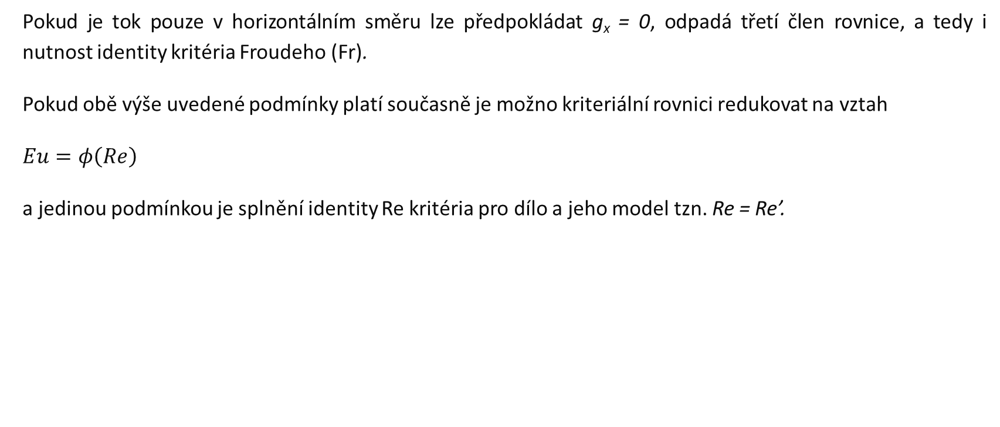 Pokud je tok pouze v horizontálním směru lze předpokládat gₓ = 0, odpadá třetí člen rovnice, a tedy i
nutnost identity kritéria Froudeho (Fr).
Pokud obě výše uvedené podmínky platí současně je možno kriteriální rovnici redukovat na vztah
Eu = ϕ(Re)
a jedinou podmínkou je splnění identity Re kritéria pro dílo a jeho model tzn. Re = Re’.